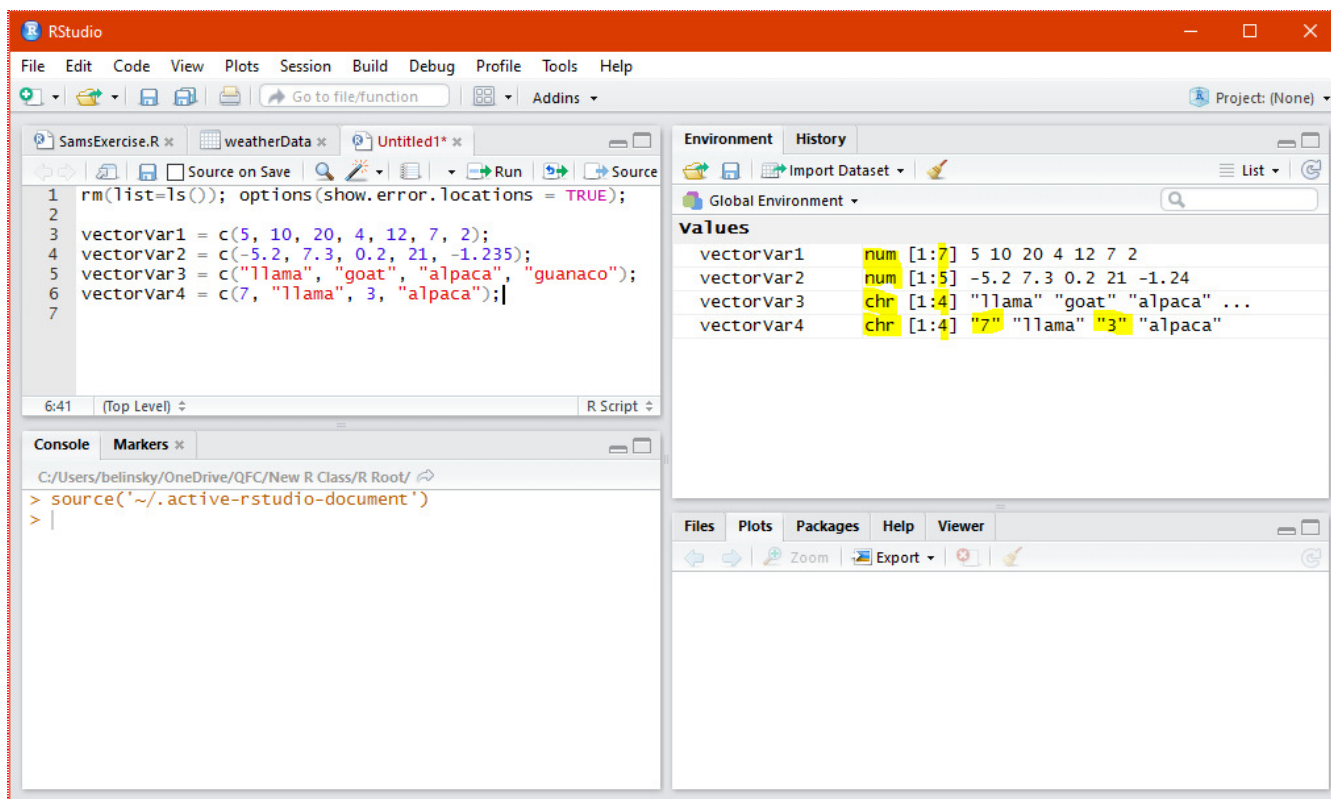 RStudio
File Edit Code View Plots Session Build Debug Profile Tools Help
Go to file/function Addins Project: (None)
SamsExercise.R weatherData Untitled1*
Source on Save Run Source
1 rm(list=ls()); options(show.error.locations = TRUE);
2
3 vectorVar1 = c(5, 10, 20, 4, 12, 7, 2);
4 vectorVar2 = c(-5.2, 7.3, 0.2, 21, -1.235);
5 vectorVar3 = c("llama", "goat", "alpaca", "guanaco");
6 vectorVar4 = c(7, "llama", 3, "alpaca");
7
6:41 (Top Level) R Script
Console Markers
C:/Users/belinsky/OneDrive/QFC/New R Class/R Root/
> source('~/.active-rstudio-document')
>
Environment History
Import Dataset List
Global Environment
Values
vectorVar1 num [1:7] 5 10 20 4 12 7 2
vectorVar2 num [1:5] -5.2 7.3 0.2 21 -1.24
vectorVar3 chr [1:4] "llama" "goat" "alpaca" ...
vectorVar4 chr [1:4] "7" "llama" "3" "alpaca"
Files Plots Packages Help Viewer
Zoom Export